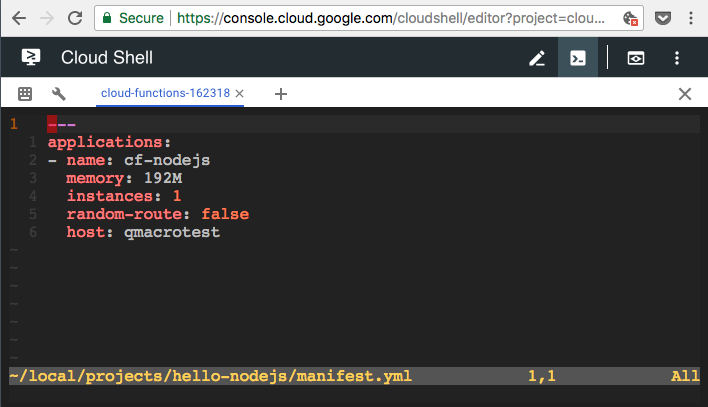 Secure https://console.cloud.google.com/cloudshell/editor?project=clou...
Cloud Shell
cloud-functions-162318
1 ---
1 applications:
2 - name: cf-nodejs
3 memory: 192M
4 instances: 1
5 random-route: false
6 host: qmacrotest
~
~
~
~
~
~
~
~/local/projects/hello-nodejs/manifest.yml 1,1 All